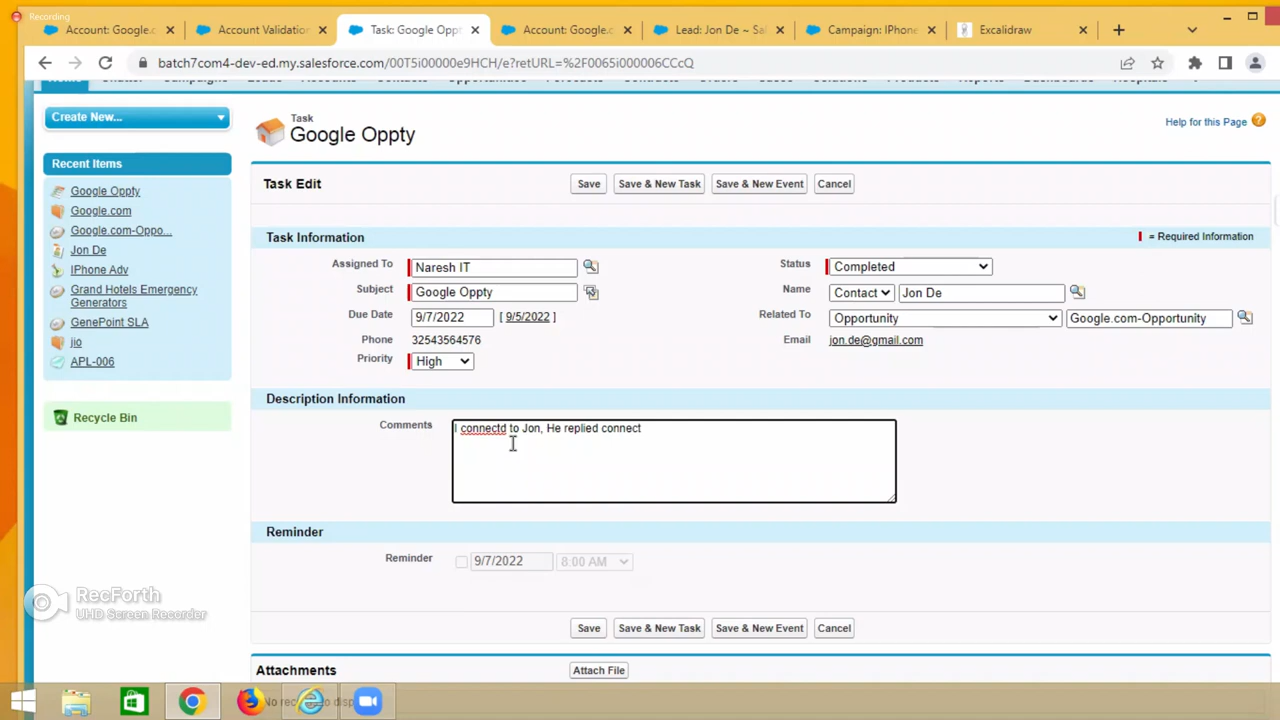 Recording
Account: Google.c
Account Validation
Task: Google Oppt
Account: Google.c
Lead: Jon De ~ Sal
Campaign: IPhone
Excalidraw
batch7com4-dev-ed.my.salesforce.com/00T5i00000e9HCH/e?retURL=%2F0065i000006CCcQ
Create New...
Recent Items
Google Oppty
Google.com
Google.com-Oppo...
Jon De
IPhone Adv
Grand Hotels Emergency
Generators
GenePoint SLA
jio
APL-006
Recycle Bin
Task
Google Oppty
Help for this Page
Task Edit
Save
Save & New Task
Save & New Event
Cancel
Task Information
= Required Information
Assigned To
Naresh IT
Status
Completed
Subject
Google Oppty
Name
Contact
Jon De
Due Date
9/7/2022
[ 9/5/2022 ]
Related To
Opportunity
Google.com-Opportunity
Phone
32543564576
Email
jon.de@gmail.com
Priority
High
Description Information
Comments
I connectd to Jon, He replied connect
Reminder
Reminder
9/7/2022
8:00 AM
Save
Save & New Task
Save & New Event
Cancel
Attachments
Attach File
RecForth
UHD Screen Recorder